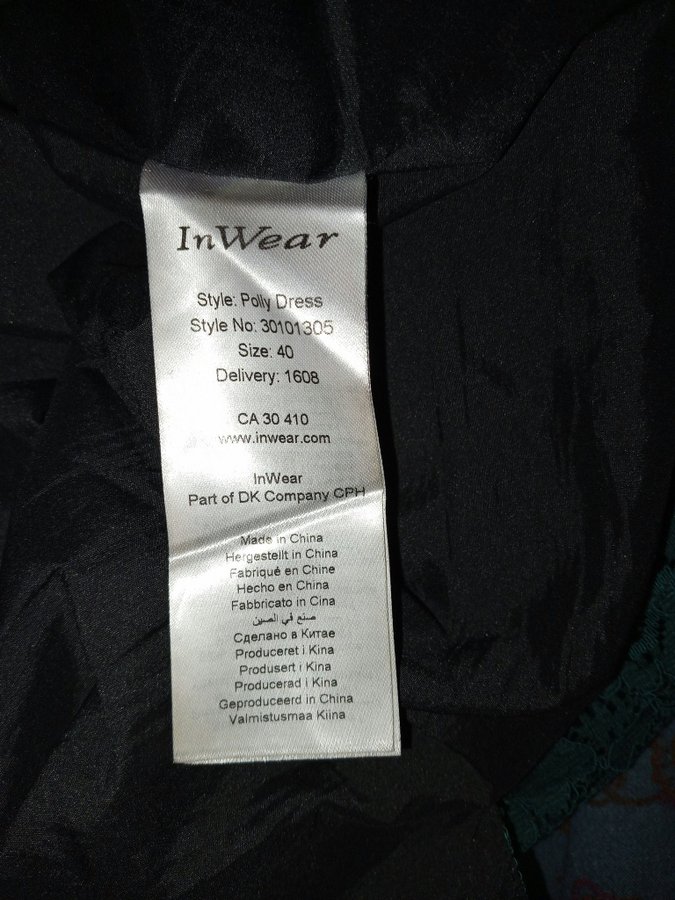 InWear
Style: Polly Dress
Style No: 30101305
Size: 40
Delivery: 1608
CA 30 410
www.inwear.com
InWear
Part of DK Company CPH
Made in China
Hergestellt in China
Fabriqué en Chine
Hecho en China
Fabbricato in Cina
صنع في الصين
Сделано в Китае
Produceret i Kina
Produsert i Kina
Producerad i Kina
Geproduceerd in China
Valmistusmaa Kiina